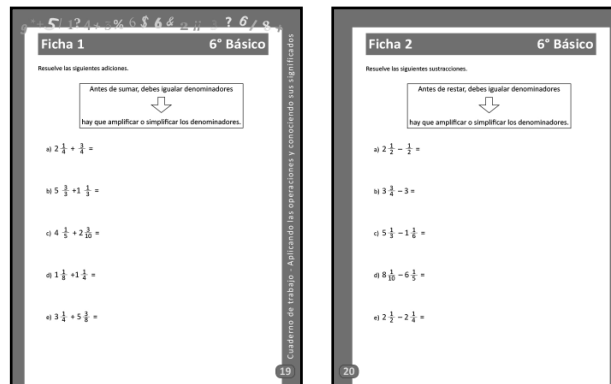 Ficha 1 6° Básico
Resuelve las siguientes adiciones.
Antes de sumar, debes igualar denominadores
hay que amplificar o simplificar los denominadores.
a) 2 1/4 + 3/4 =
b) 5 3/3 +1 1/3 =
c) 4 1/5 + 2 3/10 =
d) 1 1/8 +1 1/4 =
e) 3 1/4 + 5 3/8 =
Cuaderno de trabajo - Aplicando las operaciones y conociendo sus significados
19
Ficha 2 6° Básico
Resuelve las siguientes sustracciones.
Antes de restar, debes igualar denominadores
hay que amplificar o simplificar los denominadores.
a) 2 1/2 − 1/2 =
b) 3 3/4 − 3 =
c) 5 1/3 − 1 1/6 =
d) 8 1/10 − 6 1/5 =
e) 2 1/2 − 2 1/4 =
20